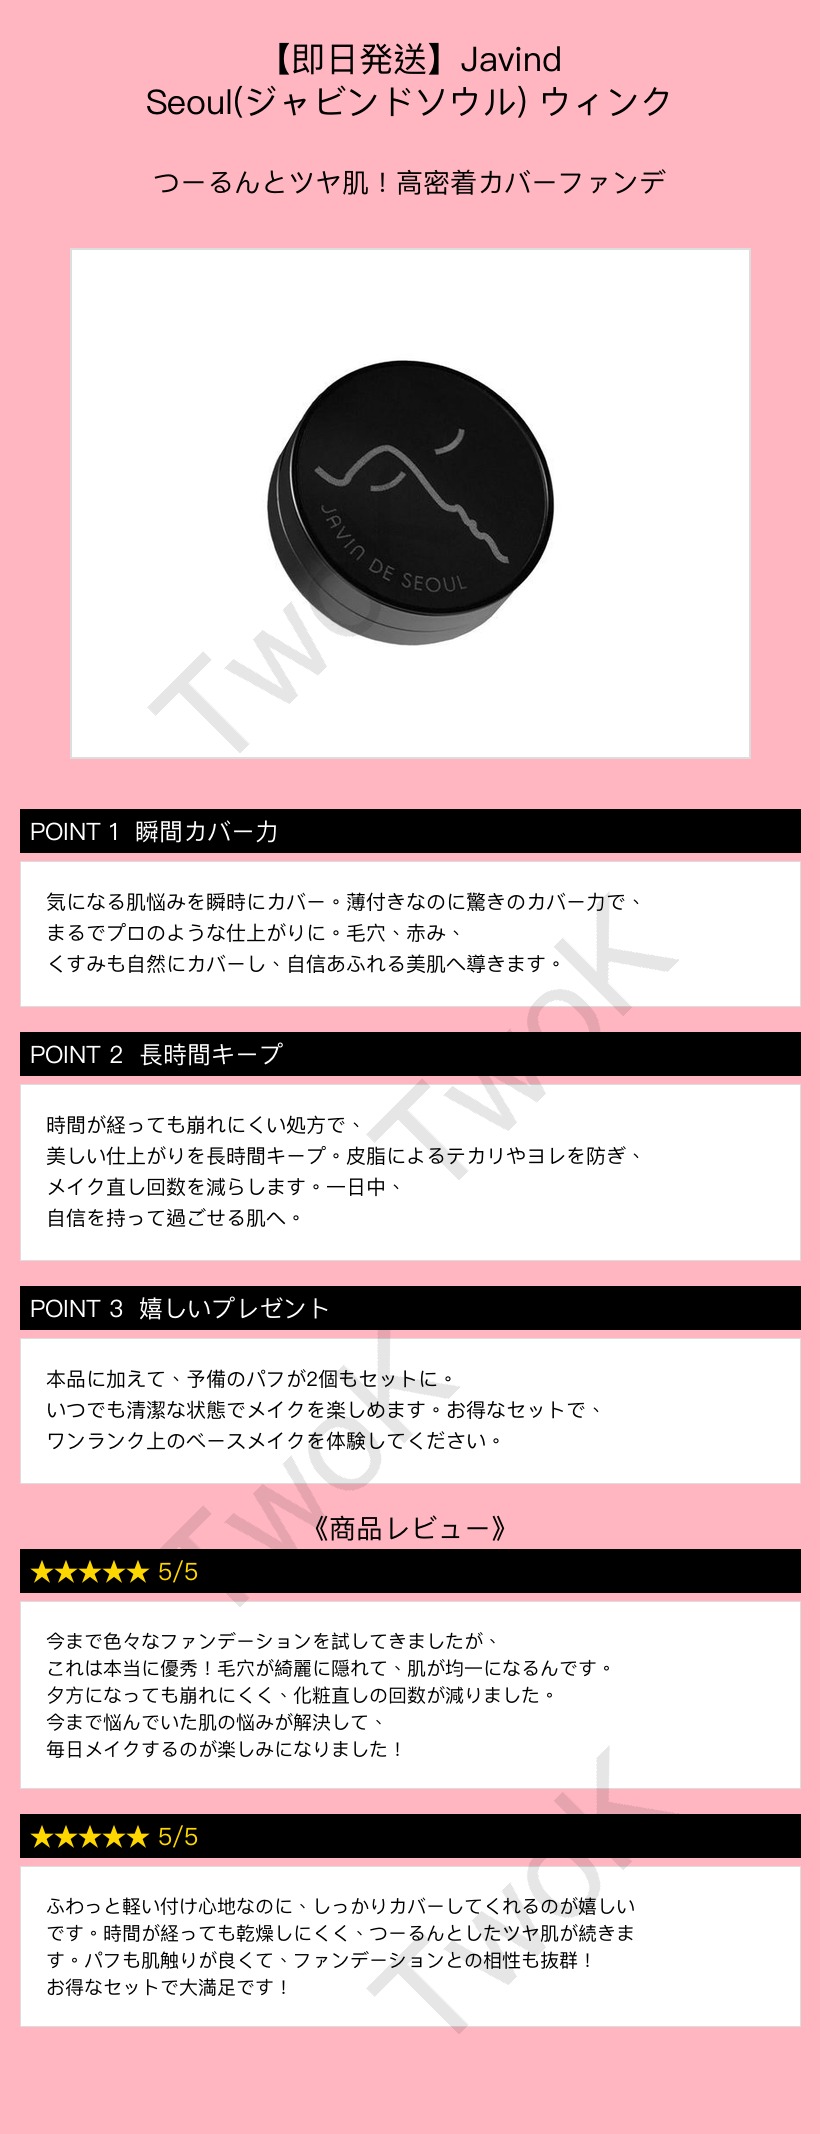 【即日発送】Javind
Seoul(ジャビンドソウル) ウィンク
つーるんとツヤ肌！高密着カバーファンデ
JAVIN DE SEOUL
TwoK
POINT 1 瞬間カバー力
気になる肌悩みを瞬時にカバー。薄付きなのに驚きのカバー力で、
まるでプロのような仕上がりに。毛穴、赤み、
くすみも自然にカバーし、自信あふれる美肌へ導きます。
TwoK
POINT 2 長時間キープ
時間が経っても崩れにくい処方で、
美しい仕上がりを長時間キープ。皮脂によるテカリやヨレを防ぎ、
メイク直し回数を減らします。一日中、
自信を持って過ごせる肌へ。
POINT 3 嬉しいプレゼント
本品に加えて、予備のパフが2個もセットに。
いつでも清潔な状態でメイクを楽しめます。お得なセットで、
ワンランク上のベースメイクを体験してください。
TwoK
《商品レビュー》
★★★★★ 5/5
今まで色々なファンデーションを試してきましたが、
これは本当に優秀！毛穴が綺麗に隠れて、肌が均一になるんです。
夕方になっても崩れにくく、化粧直しの回数が減りました。
今まで悩んでいた肌の悩みが解決して、
毎日メイクするのが楽しみになりました！
★★★★★ 5/5
ふわっと軽い付け心地なのに、しっかりカバーしてくれるのが嬉しい
です。時間が経っても乾燥しにくく、つーるんとしたツヤ肌が続きま
す。パフも肌触りが良くて、ファンデーションとの相性も抜群！
お得なセットで大満足です！
TwoK